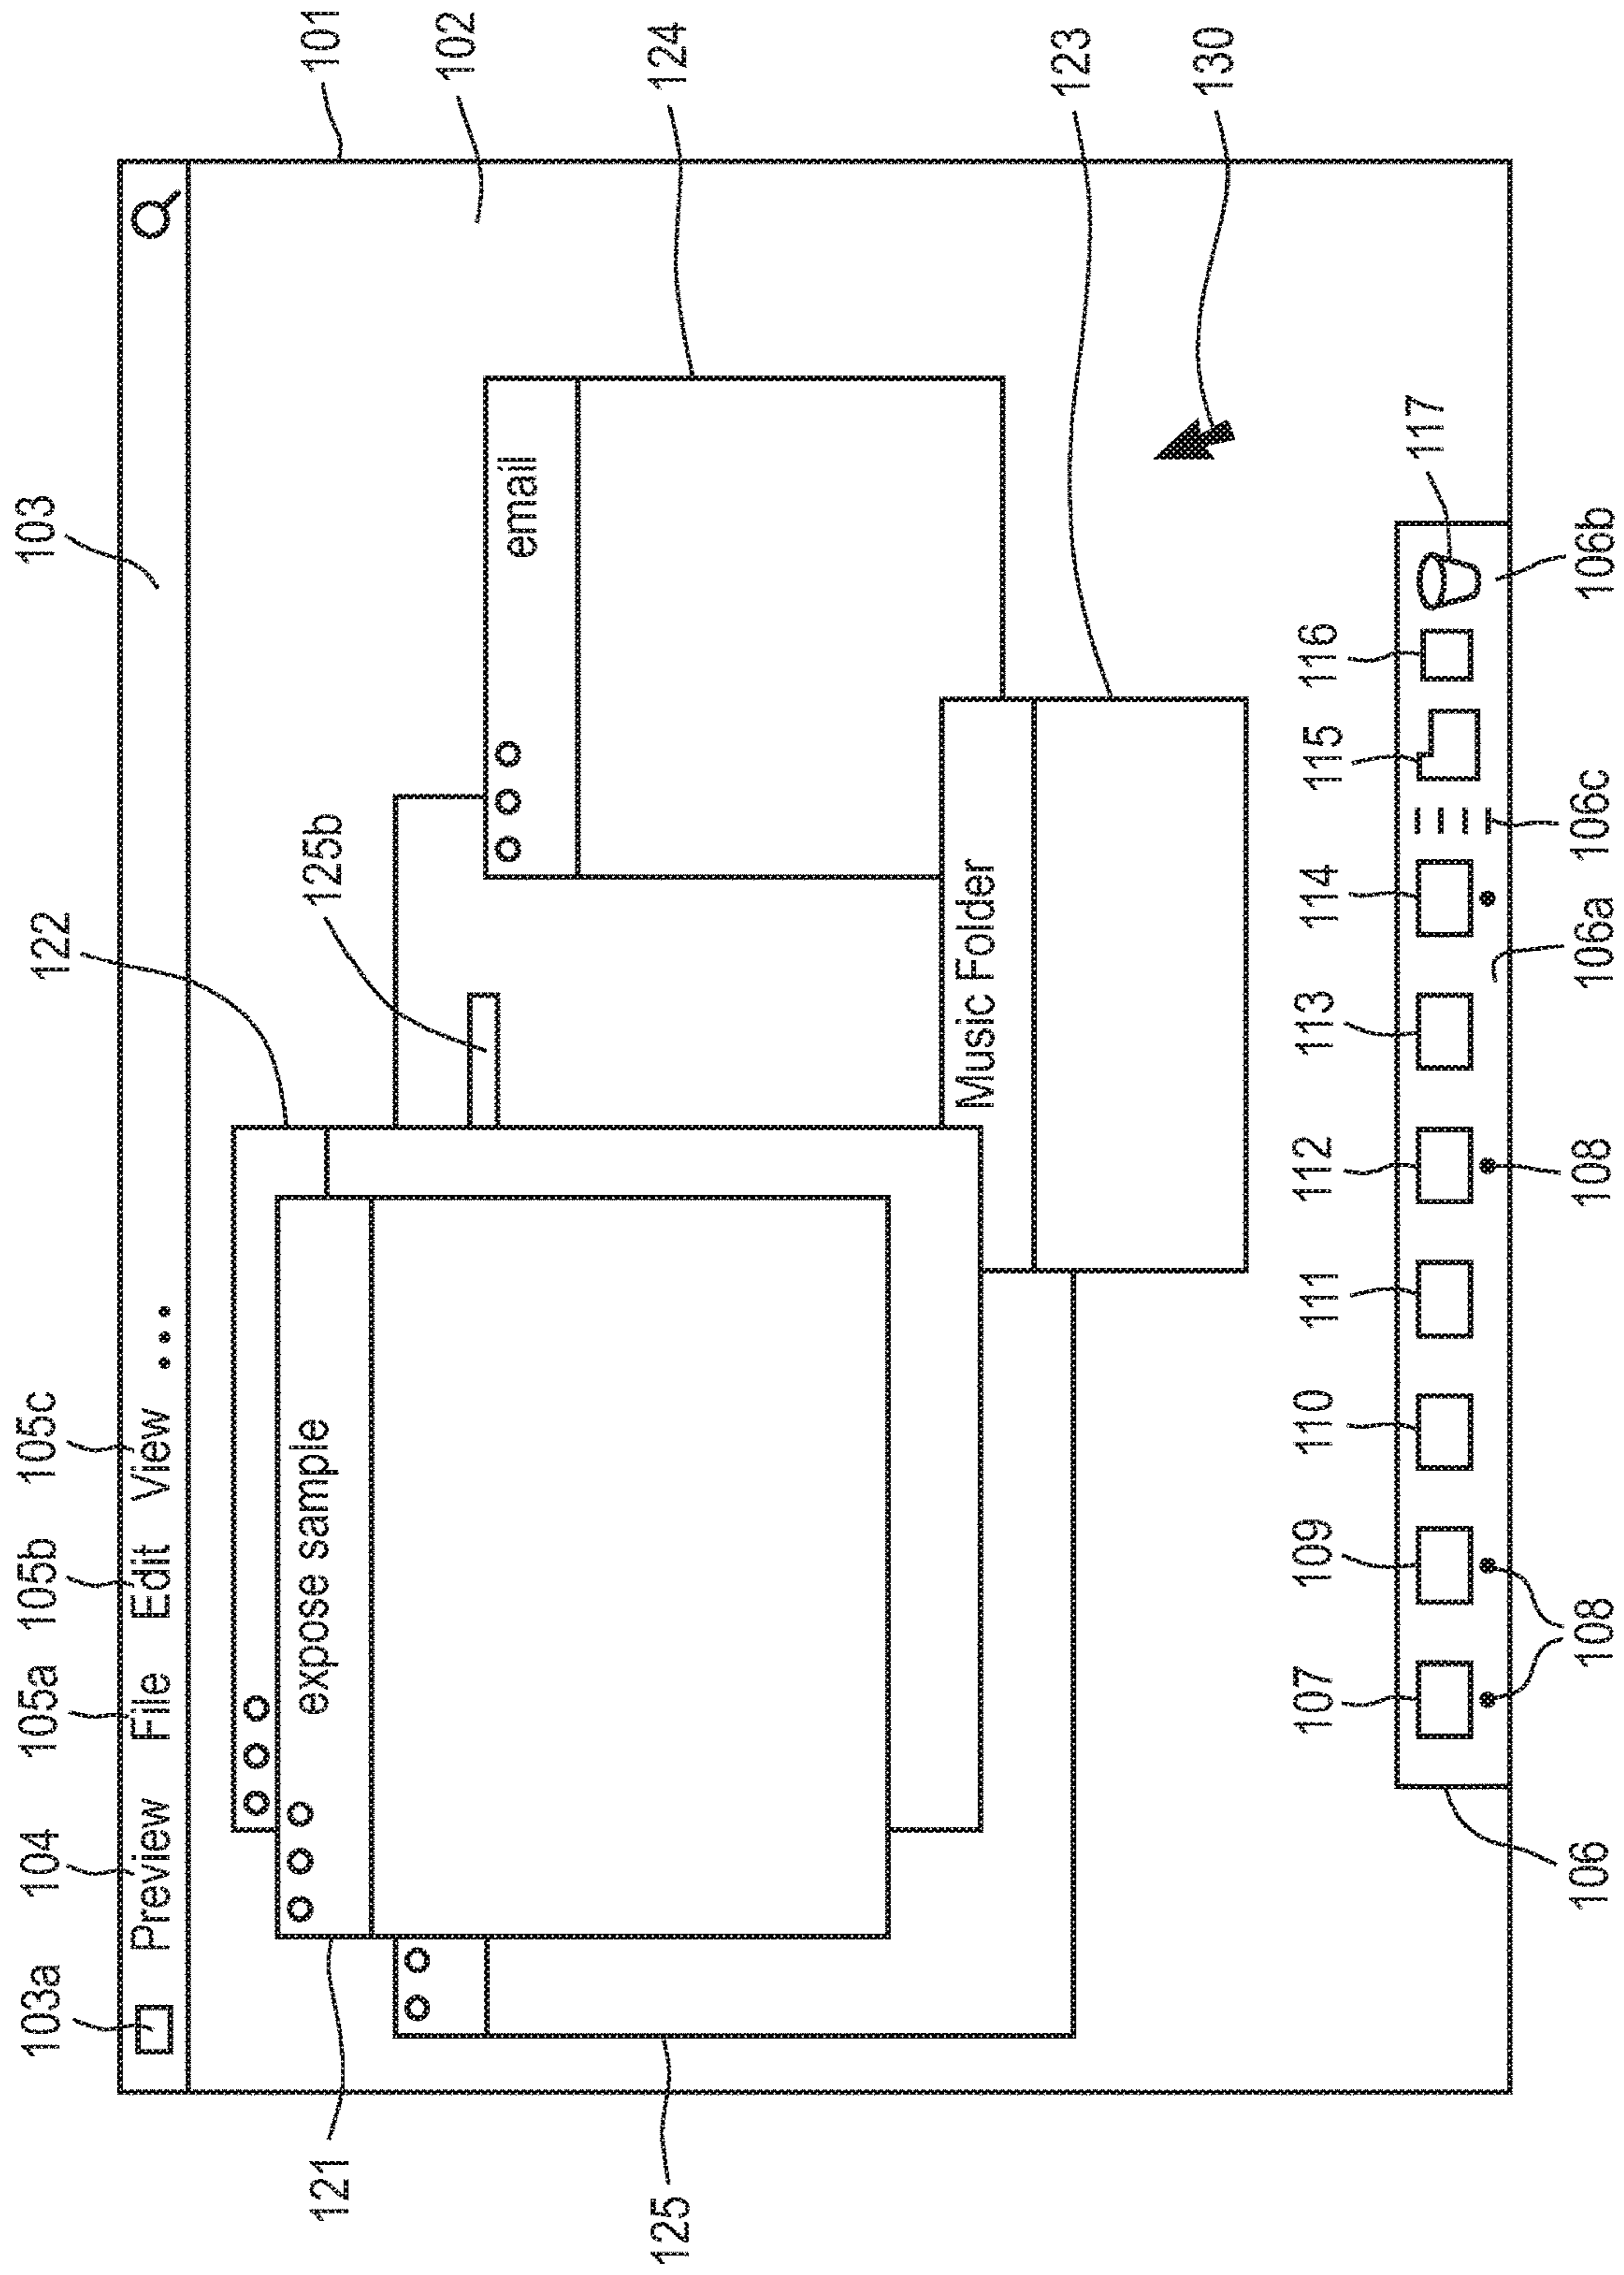 103a 104 105a 105b 105c 122 103
Preview File Edit View ...
101
102
124
123
130
125b
email
expose sample
Music Folder
121
125
107 109 110 111 112 113 114 115 116 117
106 108 108 106a 106c 106b